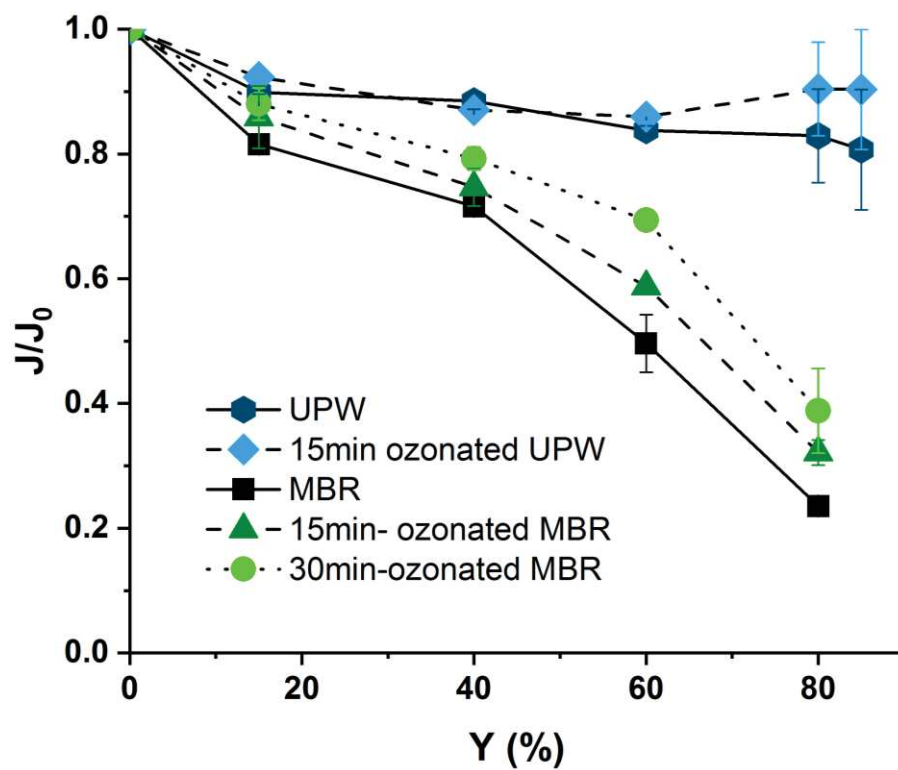 1.0
0.8
0.6
0.4
0.2
0.0
J/J0
UPW
15min ozonated UPW
MBR
15min- ozonated MBR
30min-ozonated MBR
0 20 40 60 80
Y (%)